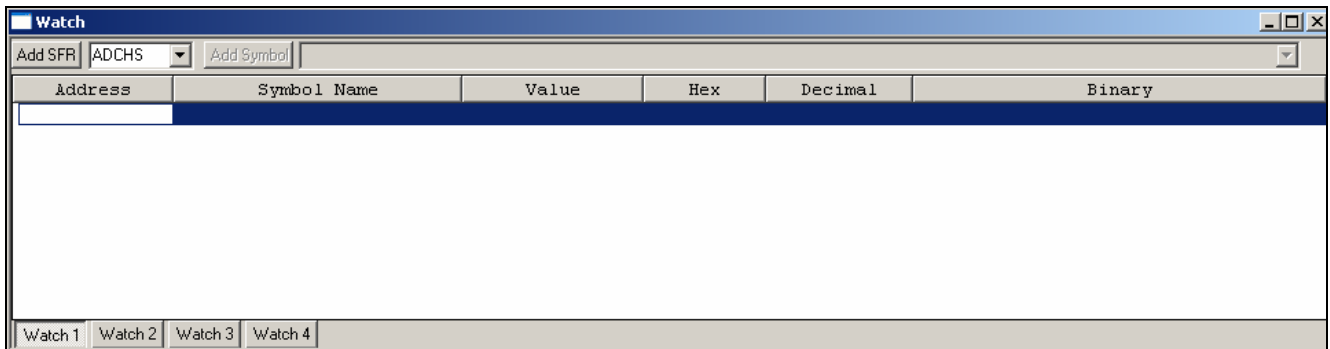 Watch
Add SFR ADCHS Add Symbol
Address Symbol Name Value Hex Decimal Binary
Watch 1 Watch 2 Watch 3 Watch 4